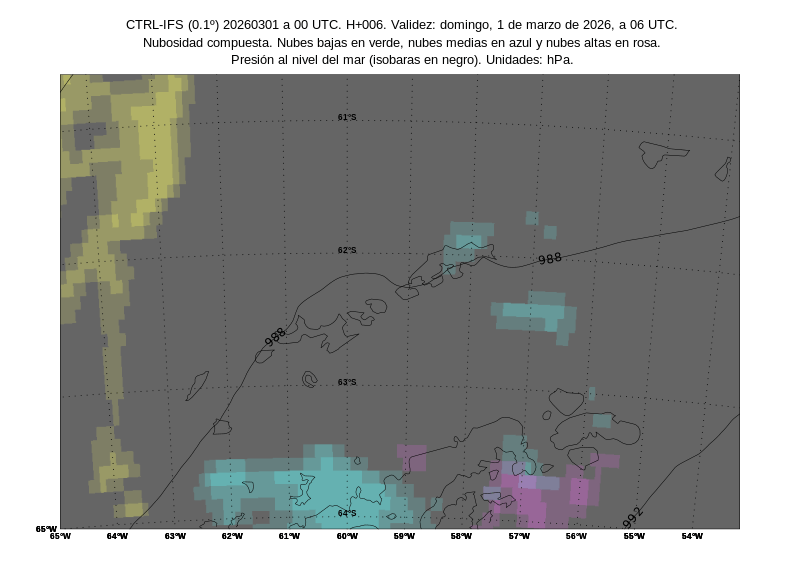 CTRL-IFS (0.1º) 20260301 a 00 UTC. H+006. Validez: domingo, 1 de marzo de 2026, a 06 UTC.
Nubosidad compuesta. Nubes bajas en verde, nubes medias en azul y nubes altas en rosa.
Presión al nivel del mar (isobaras en negro). Unidades: hPa.
61°S
62°S
988
988
63°S
64°S
992
65°W
65°W 64°W 63°W 62°W 61°W 60°W 59°W 58°W 57°W 56°W 55°W 54°W